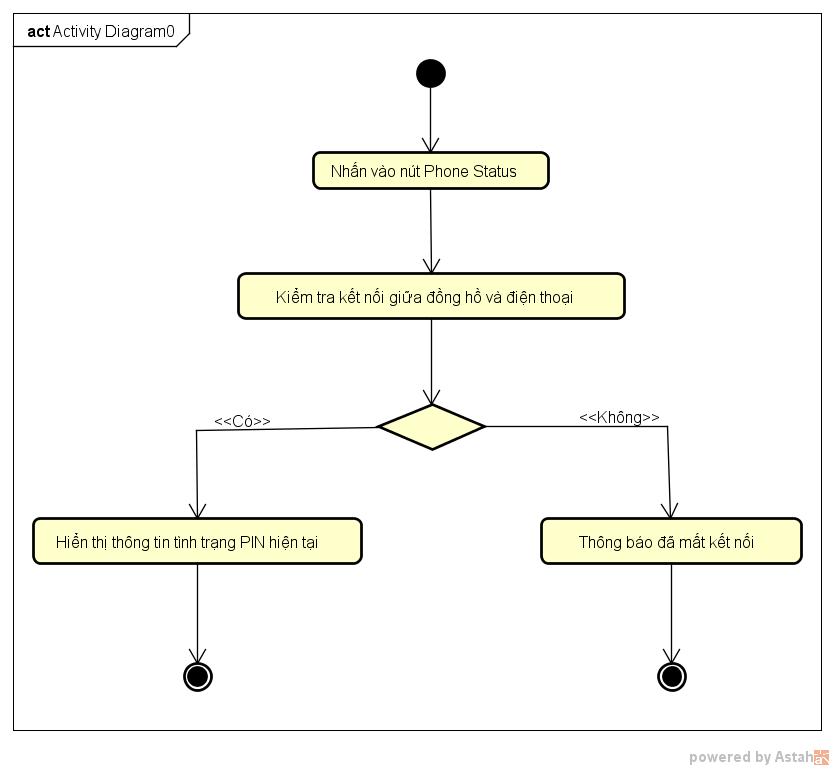 act Activity Diagram0
Nhấn vào nút Phone Status
Kiểm tra kết nối giữa đồng hồ và điện thoại
<<Có>>
<<Không>>
Hiển thị thông tin tình trạng PIN hiện tại
Thông báo đã mất kết nối
powered by Astah